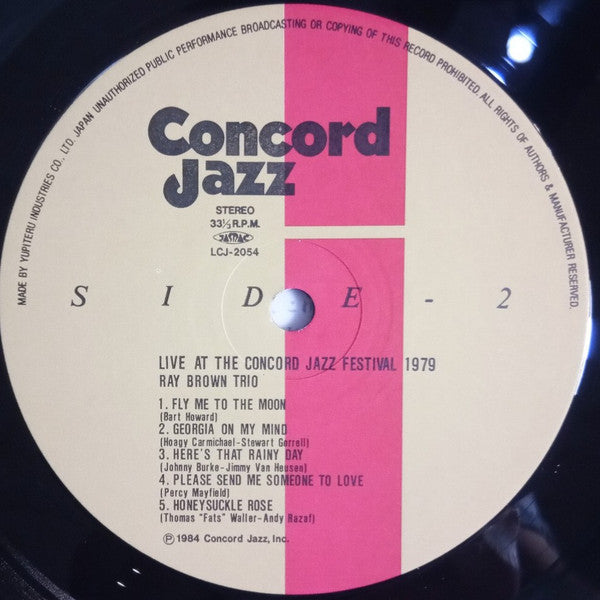 MADE BY YUPITERU INDUSTRIES CO., LTD. JAPAN UNAUTHORIZED PUBLIC PERFORMANCE BROADCASTING OR COPYING OF THIS RECORD PROHIBITED. ALL RIGHTS OF AUTHORS & MANUFACTURER RESERVED.
Concord
Jazz
STEREO
33⅓ R.P.M.
JASRAC
LCJ-2054
SIDE-2
LIVE AT THE CONCORD JAZZ FESTIVAL 1979
RAY BROWN TRIO
1. FLY ME TO THE MOON
(Bart Howard)
2. GEORGIA ON MY MIND
(Hoagy Carmichael-Stewart Gorrell)
3. HERE'S THAT RAINY DAY
(Johnny Burke-Jimmy Van Heusen)
4. PLEASE SEND ME SOMEONE TO LOVE
(Percy Mayfield)
5. HONEYSUCKLE ROSE
(Thomas "Fats" Waller-Andy Razaf)
Ⓟ 1984 Concord Jazz, Inc.